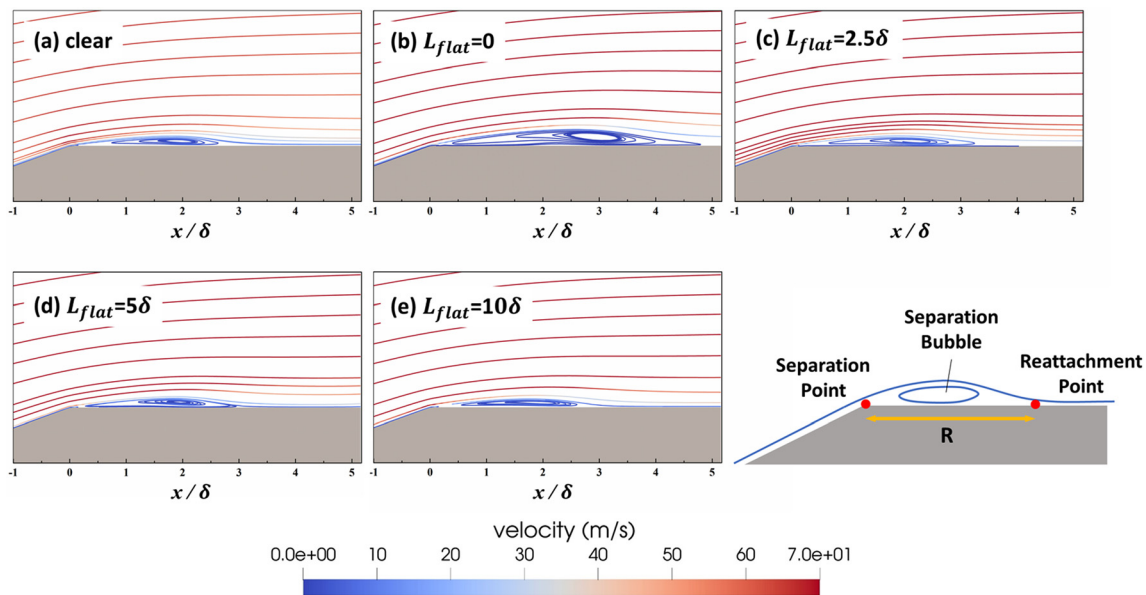 (a) clear
-1 0 1 2 3 4 5
x / δ
(b) L_flat=0
-1 0 1 2 3 4 5
x / δ
(c) L_flat=2.5δ
-1 0 1 2 3 4 5
x / δ
(d) L_flat=5δ
-1 0 1 2 3 4 5
x / δ
(e) L_flat=10δ
-1 0 1 2 3 4 5
x / δ
Separation
Bubble
Separation
Point
Reattachment
Point
R
velocity (m/s)
0.0e+00 10 20 30 40 50 60 7.0e+01